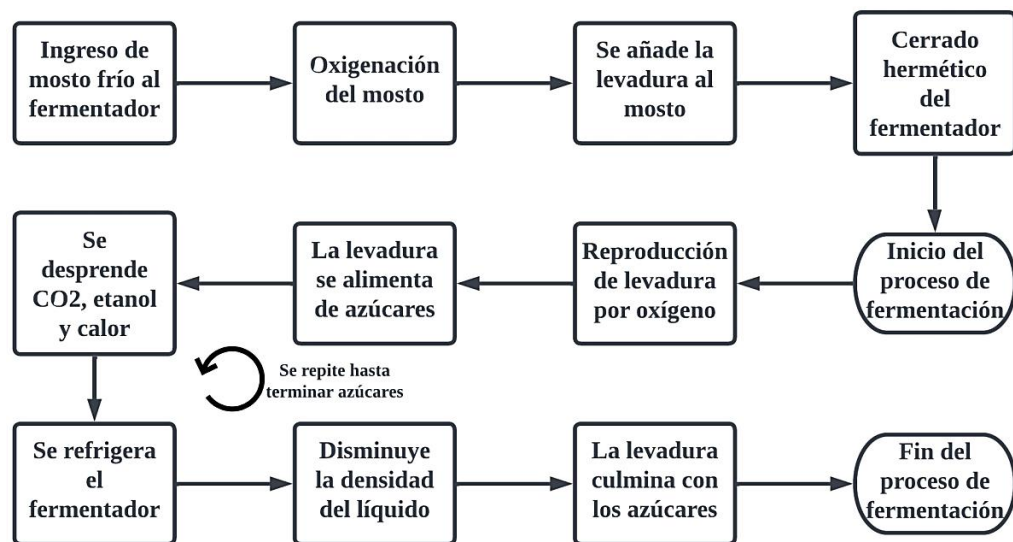 Ingreso de
mosto frío al
fermentador
Oxigenación
del mosto
Se añade la
levadura al
mosto
Cerrado
hermético
del
fermentador
Inicio del
proceso de
fermentación
Reproducción
de levadura
por oxígeno
La levadura
se alimenta
de azúcares
Se
desprende
CO2, etanol
y calor
Se repite hasta
terminar azúcares
Se refrigera
el
fermentador
Disminuye
la densidad
del líquido
La levadura
culmina con
los azúcares
Fin del
proceso de
fermentación